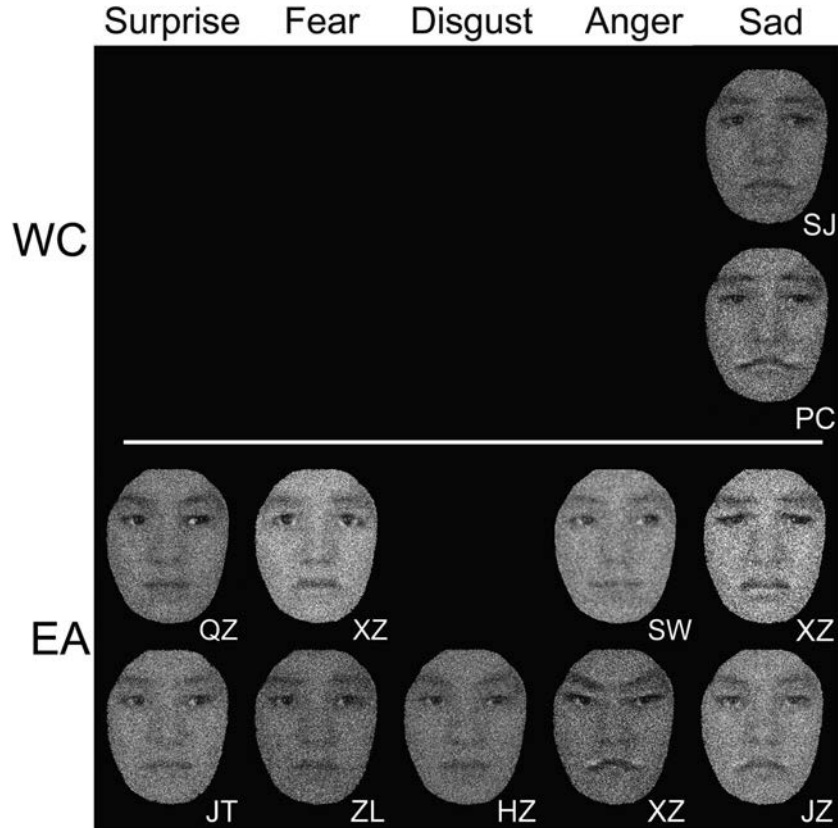 Surprise Fear Disgust Anger Sad
WC
SJ
PC
EA
QZ XZ SW XZ
JT ZL HZ XZ JZ